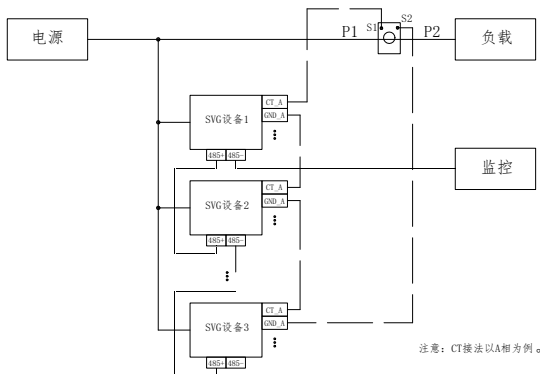 S1
S2
电源
P1
P2
负载
CT_A
SVG设备1
GND_A
485+
485-
监控
CT_A
SVG设备2
GND_A
485+
485-
CT_A
SVG设备3
GND_A
注意：CT接法以A相为例。
485+
485-